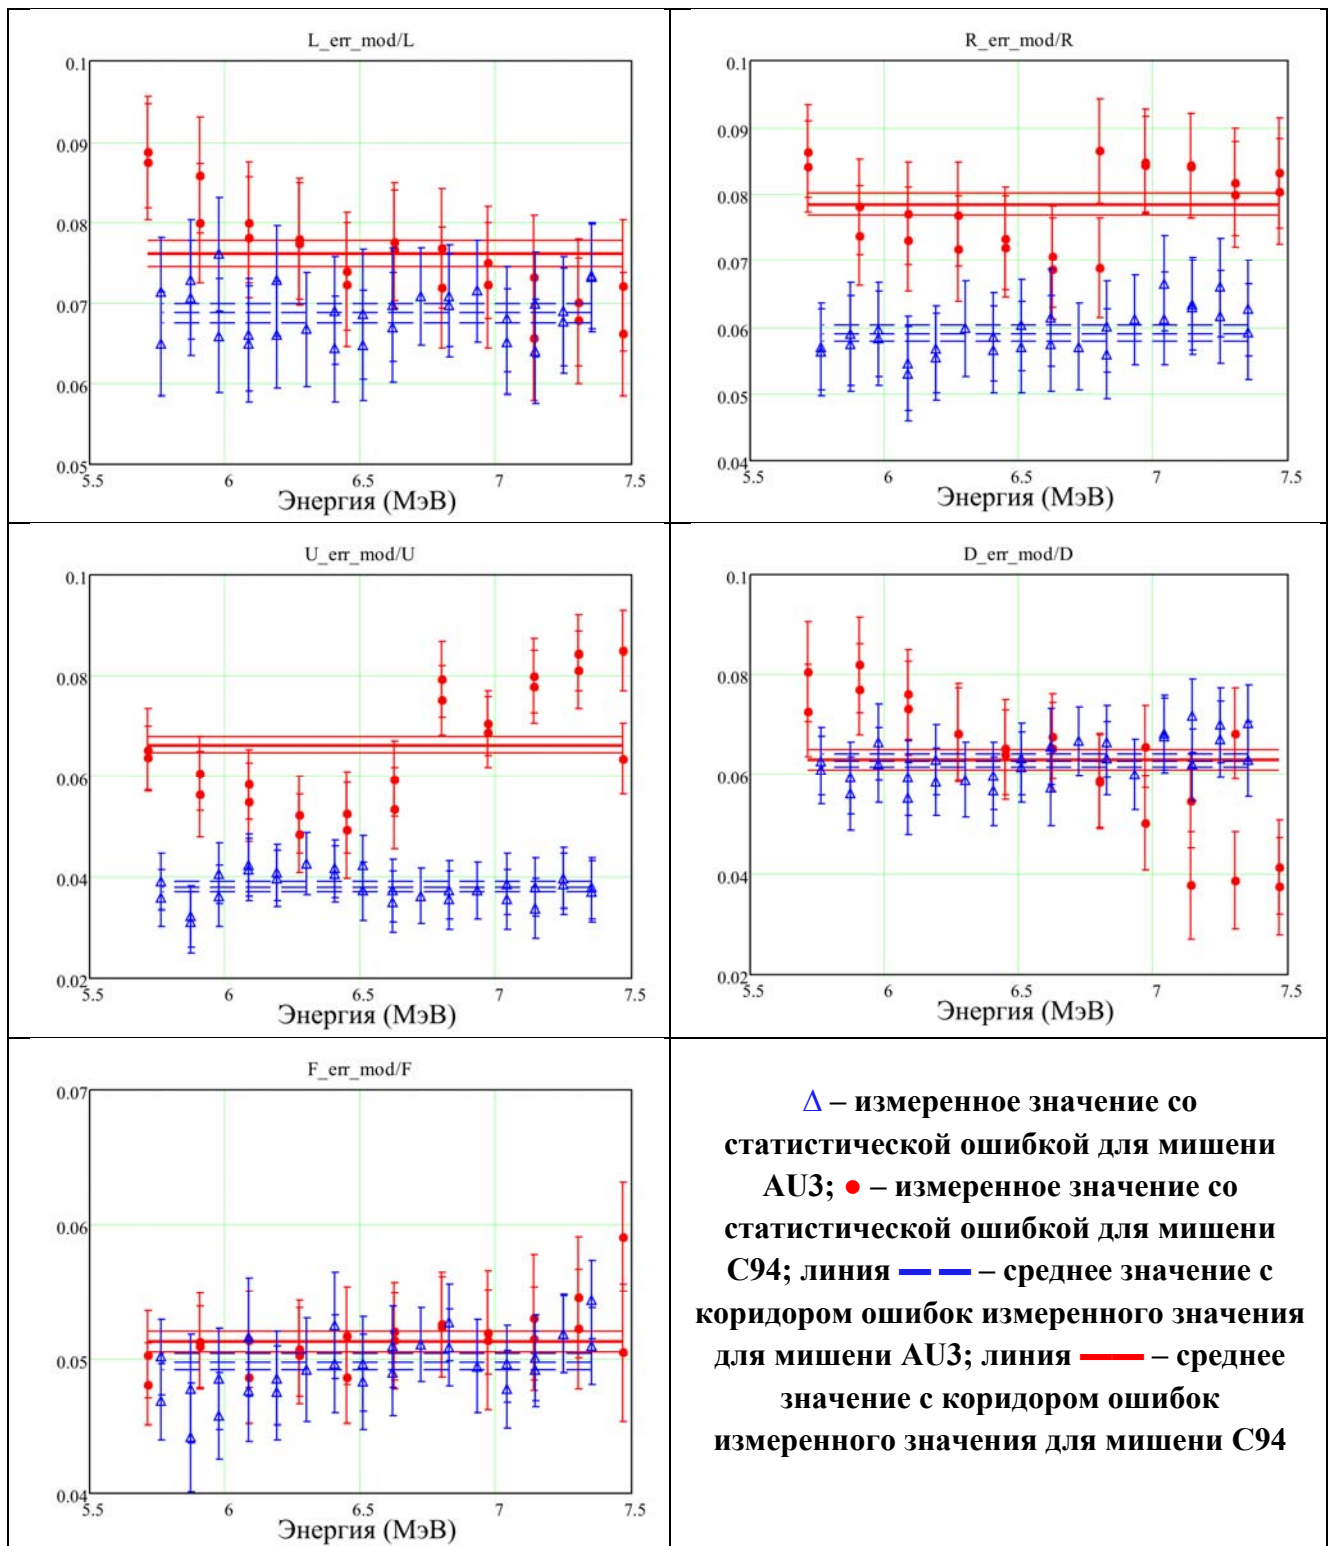 L_err_mod/L
0.1
0.09
0.08
0.07
0.06
0.05
5.5
6
6.5
7
7.5
Энергия (МэВ)
R_err_mod/R
0.1
0.09
0.08
0.07
0.06
0.05
0.04
5.5
6
6.5
7
7.5
Энергия (МэВ)
U_err_mod/U
0.1
0.08
0.06
0.04
0.02
5.5
6
6.5
7
7.5
Энергия (МэВ)
D_err_mod/D
0.1
0.08
0.06
0.04
0.02
5.5
6
6.5
7
7.5
Энергия (МэВ)
F_err_mod/F
0.07
0.06
0.05
0.04
5.5
6
6.5
7
7.5
Энергия (МэВ)
Δ – измеренное значение со
статистической ошибкой для мишени
AU3; ● – измеренное значение со
статистической ошибкой для мишени
C94; линия — — – среднее значение с
коридором ошибок измеренного значения
для мишени AU3; линия —— – среднее
значение с коридором ошибок
измеренного значения для мишени C94